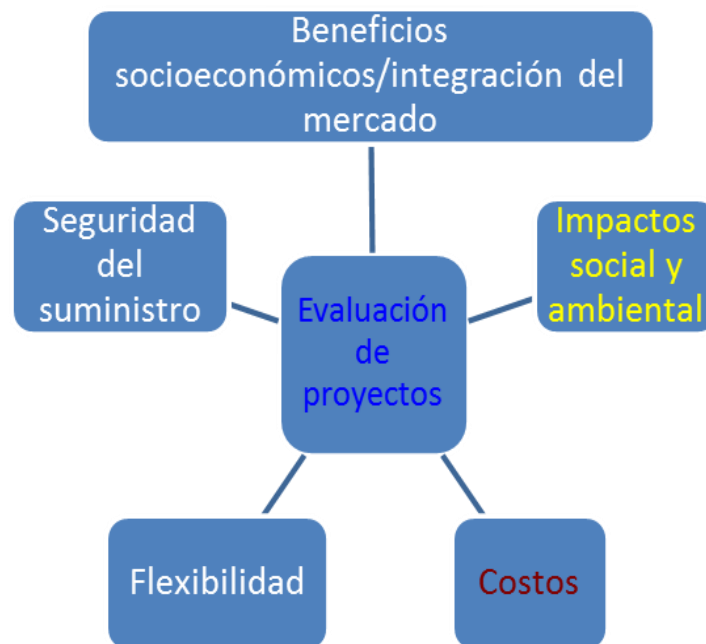 Beneficios
socioeconómicos/integración del
mercado
Seguridad
del
suministro
Impactos
social y
ambiental
Evaluación
de
proyectos
Flexibilidad
Costos